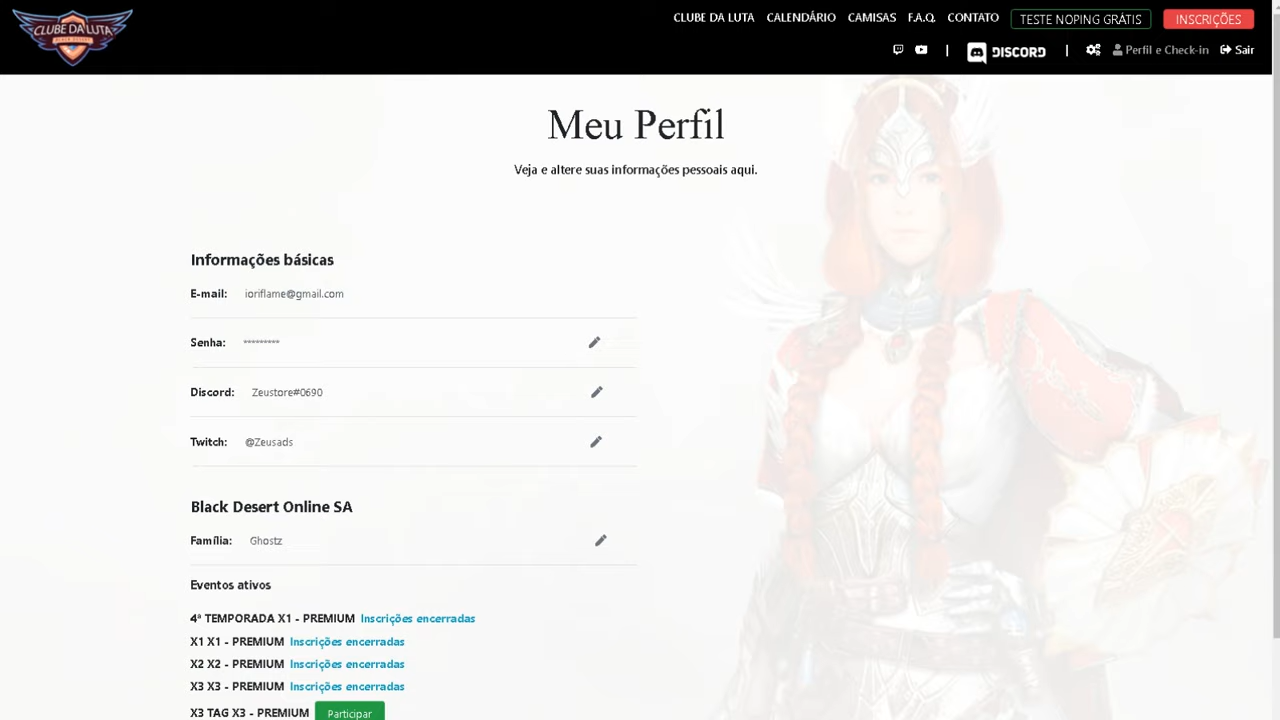 CLUBE DA LUTA
CLUBE DA LUTA CALENDÁRIO CAMISAS F.A.Q. CONTATO TESTE NOPING GRÁTIS INSCRIÇÕES
| DISCORD | Perfil e Check-in Sair
Meu Perfil
Veja e altere suas informações pessoais aqui.
Informações básicas
E-mail: ioriflame@gmail.com
Senha: *********
Discord: Zeustore#0690
Twitch: @Zeusads
Black Desert Online SA
Família: Ghostz
Eventos ativos
4ª TEMPORADA X1 - PREMIUM Inscrições encerradas
X1 X1 - PREMIUM Inscrições encerradas
X2 X2 - PREMIUM Inscrições encerradas
X3 X3 - PREMIUM Inscrições encerradas
X3 TAG X3 - PREMIUM Participar